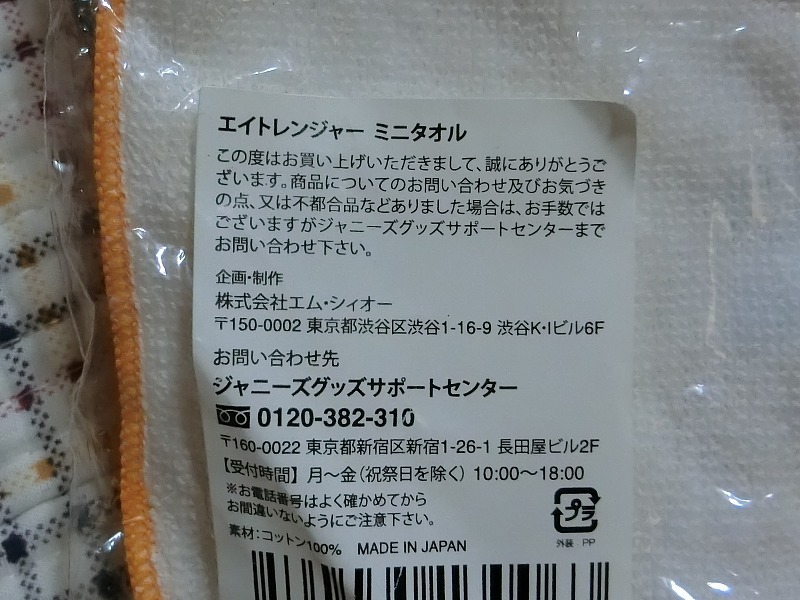 エイトレンジャー ミニタオル
この度はお買い上げいただきまして、誠にありがとうご
ざいます。商品についてのお問い合わせ及びお気づき
の点、又は不都合品などありました場合は、お手数では
ございますがジャニーズグッズサポートセンターまで
お問い合わせ下さい。
企画・制作
株式会社エム・シィオー
〒150-0002 東京都渋谷区渋谷1-16-9 渋谷K・Iビル6F
お問い合わせ先
ジャニーズグッズサポートセンター
0120-382-310
〒160-0022 東京都新宿区新宿1-26-1 長田屋ビル2F
【受付時間】 月〜金（祝祭日を除く） 10:00〜18:00
※お電話番号はよく確かめてから
お間違いないようにご注意下さい。
プラ
外装 PP
素材：コットン100% MADE IN JAPAN